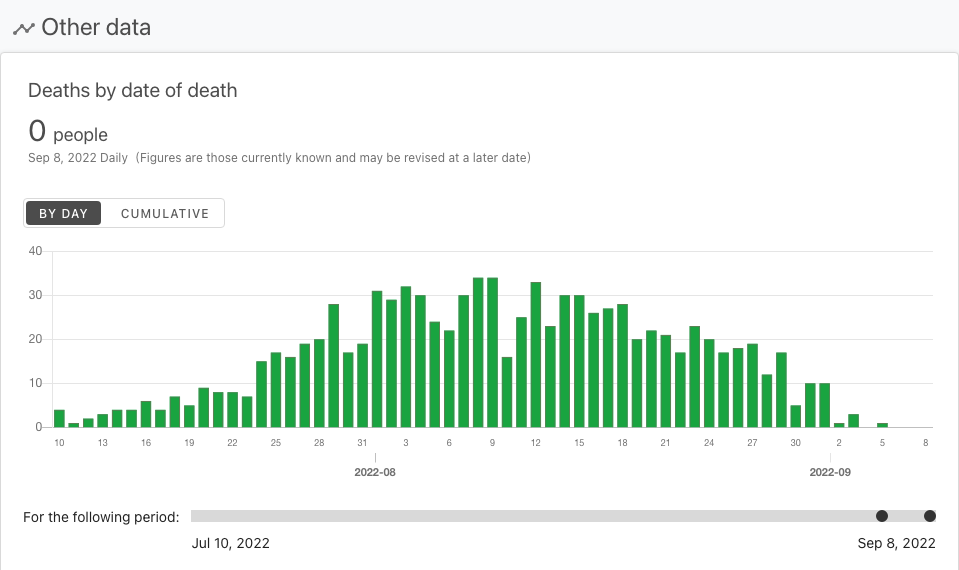 Other data
Deaths by date of death
0 people
Sep 8, 2022 Daily (Figures are those currently known and may be revised at a later date)
BY DAY CUMULATIVE
40
30
20
10
0
10 13 16 19 22 25 28 31 3 6 9 12 15 18 21 24 27 30 2 5 8
2022-08 2022-09
For the following period:
Jul 10, 2022 Sep 8, 2022